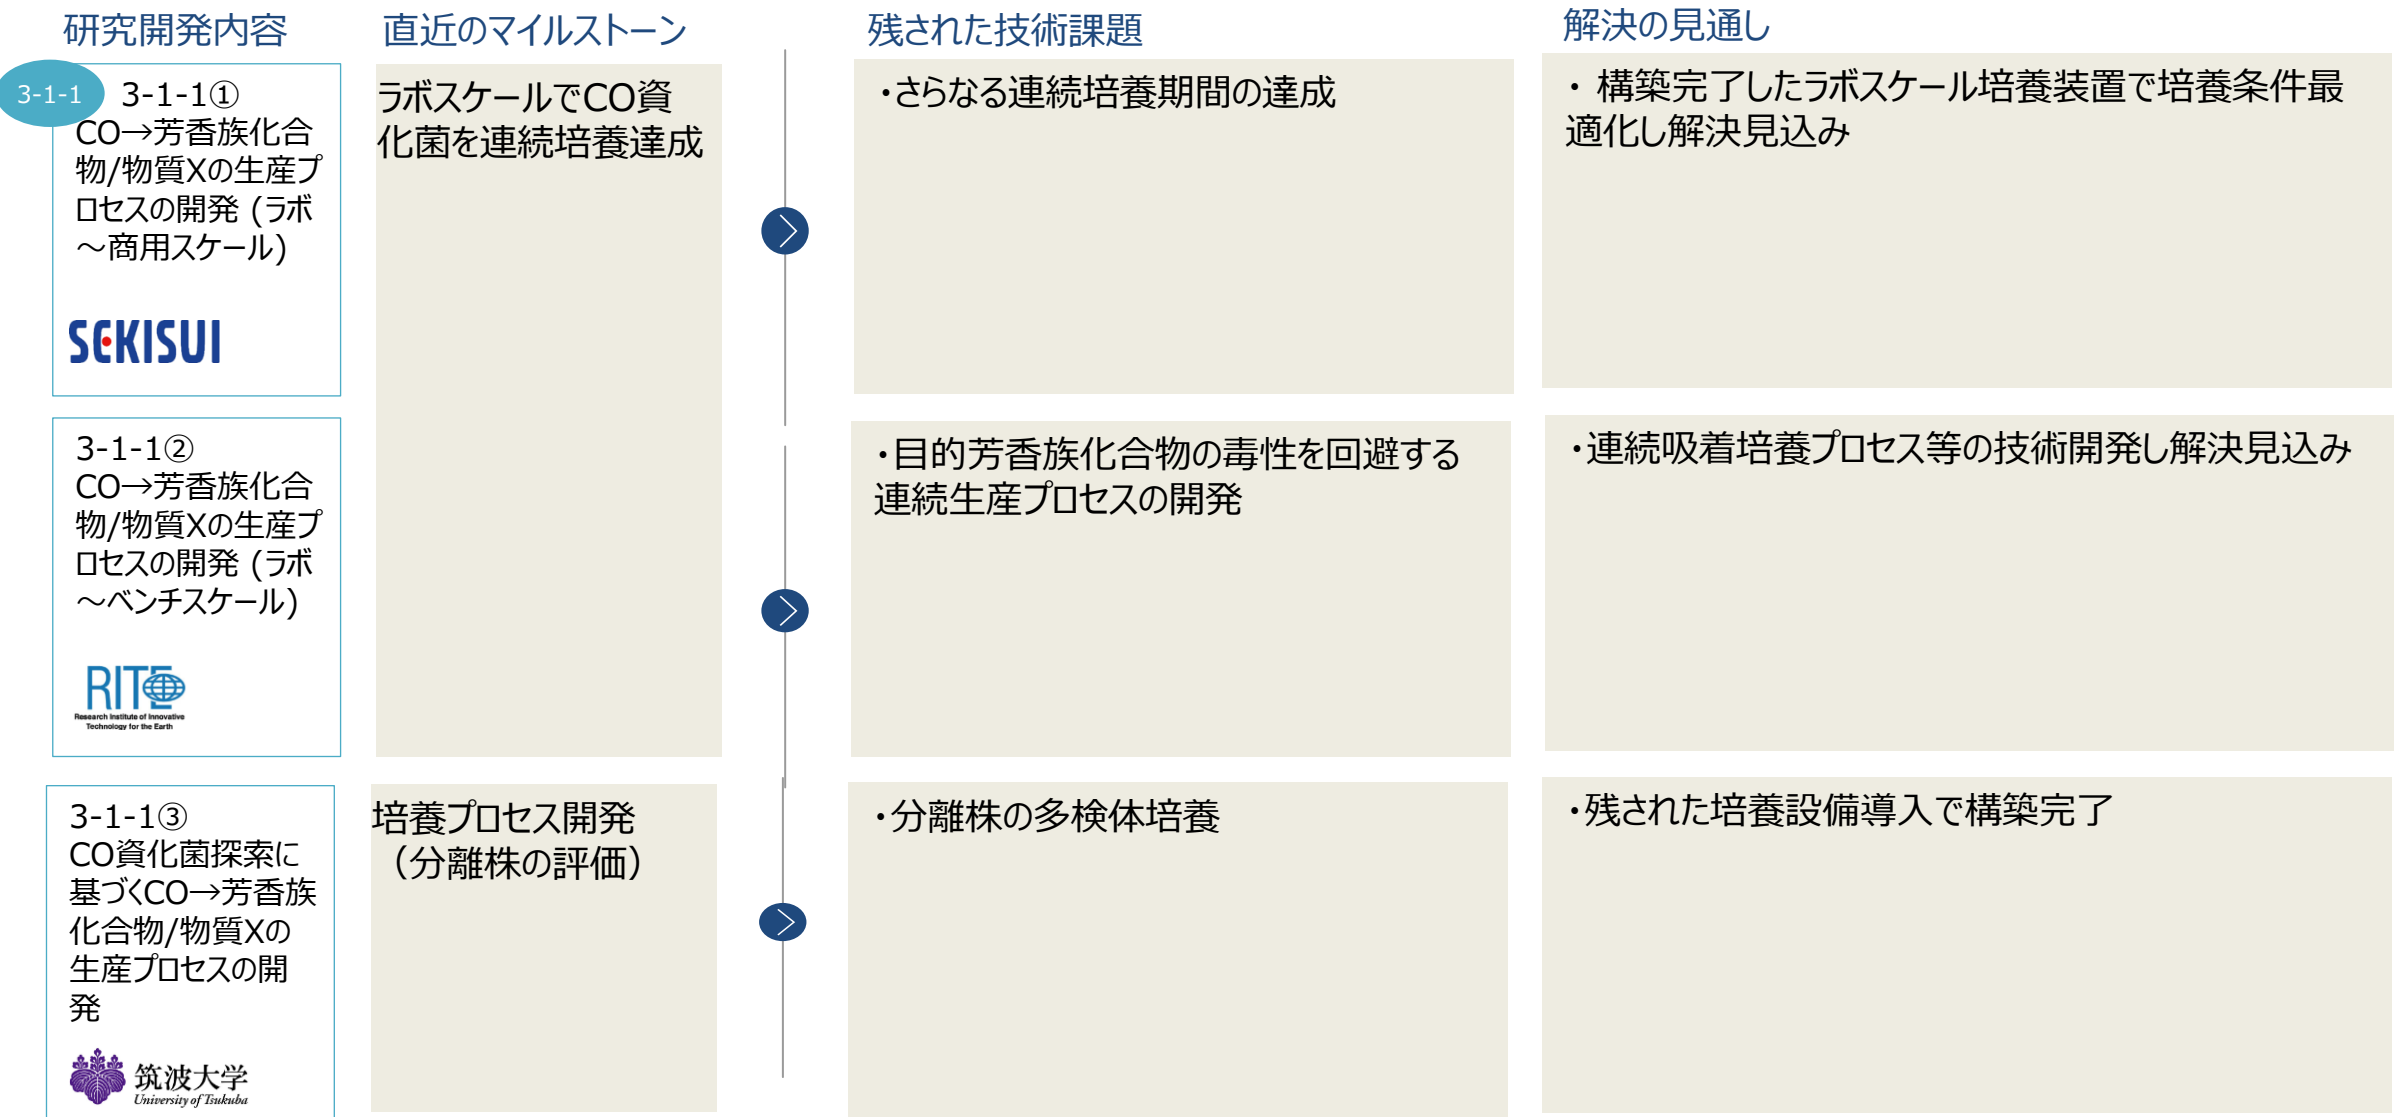 研究開発内容
直近のマイルストーン
残された技術課題
解決の見通し
3-1-1
3-1-1①
CO→芳香族化合
物/物質Xの生産プ
ロセスの開発 (ラボ
～商用スケール)
SEKISUI
ラボスケールでCO資
化菌を連続培養達成
・さらなる連続培養期間の達成
・ 構築完了したラボスケール培養装置で培養条件最
適化し解決見込み
3-1-1②
CO→芳香族化合
物/物質Xの生産プ
ロセスの開発 (ラボ
～ベンチスケール)
RITE
Research Institute of Innovative
Technology for the Earth
・目的芳香族化合物の毒性を回避する
連続生産プロセスの開発
・連続吸着培養プロセス等の技術開発し解決見込み
3-1-1③
CO資化菌探索に
基づくCO→芳香族
化合物/物質Xの
生産プロセスの開
発
筑波大学
University of Tsukuba
培養プロセス開発
（分離株の評価）
・分離株の多検体培養
・残された培養設備導入で構築完了